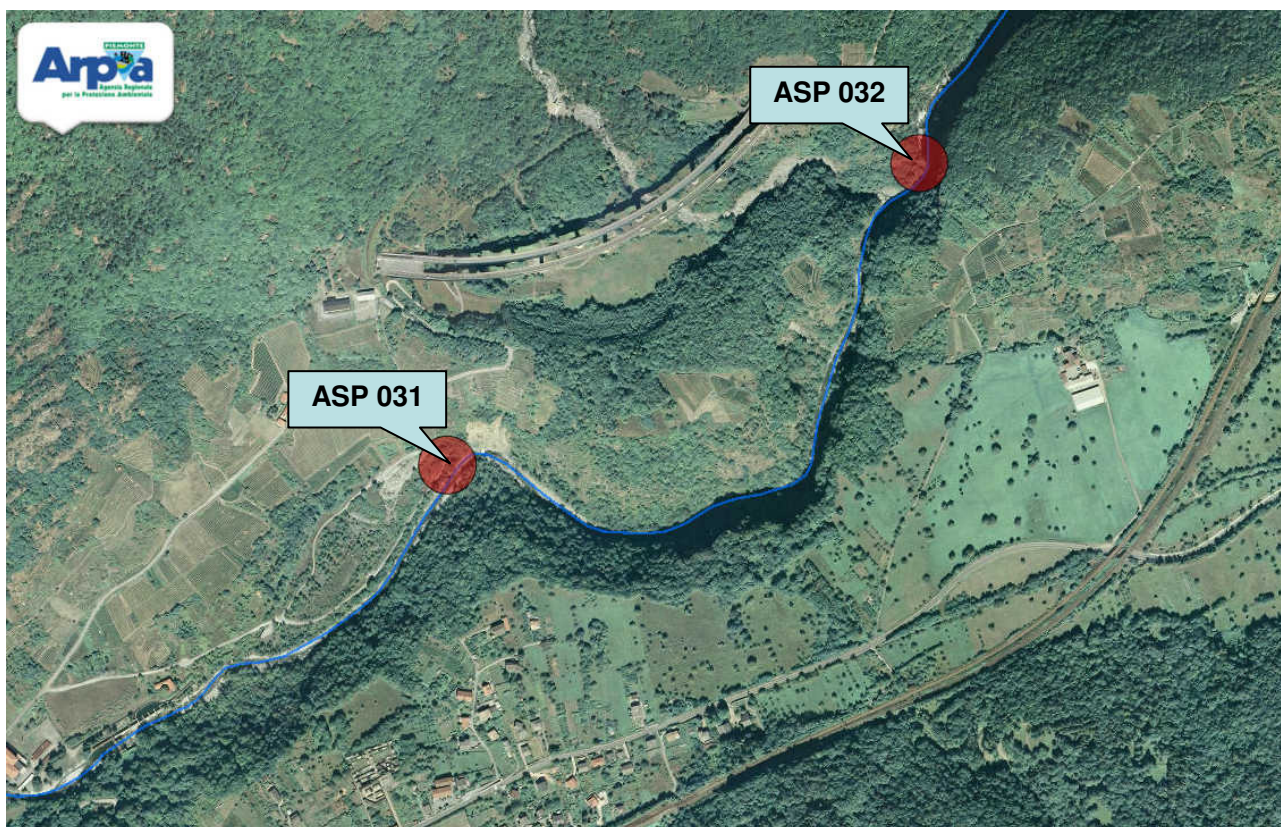 PIEMONTE
Arpa
Agenzia Regionale
per la Protezione Ambientale
ASP 032
ASP 031